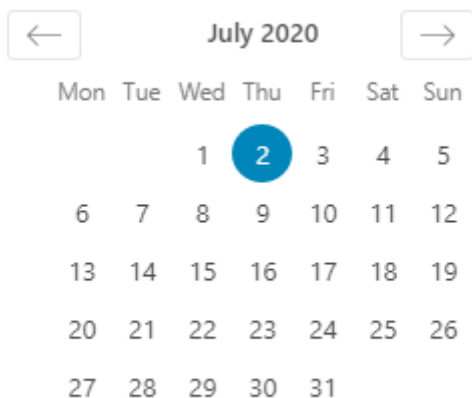 ← July 2020 →
Mon Tue Wed Thu Fri Sat Sun
1 2 3 4 5
6 7 8 9 10 11 12
13 14 15 16 17 18 19
20 21 22 23 24 25 26
27 28 29 30 31